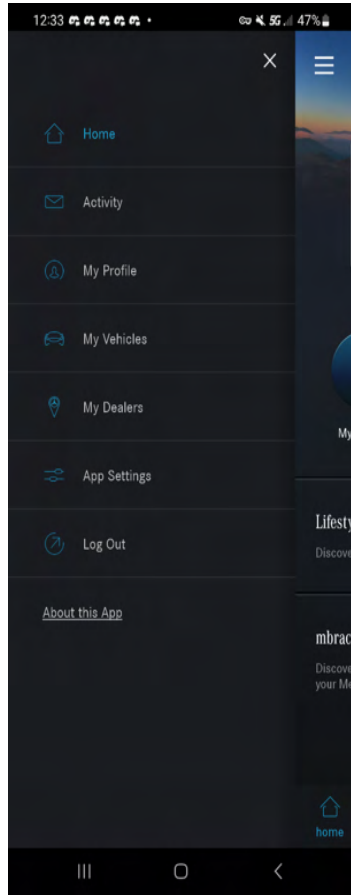 12:33
5G
47%
Home
Activity
My Profile
My Vehicles
My Dealers
App Settings
Log Out
About this App
My
Lifesty
Discove
mbrac
Discove
your Me
home